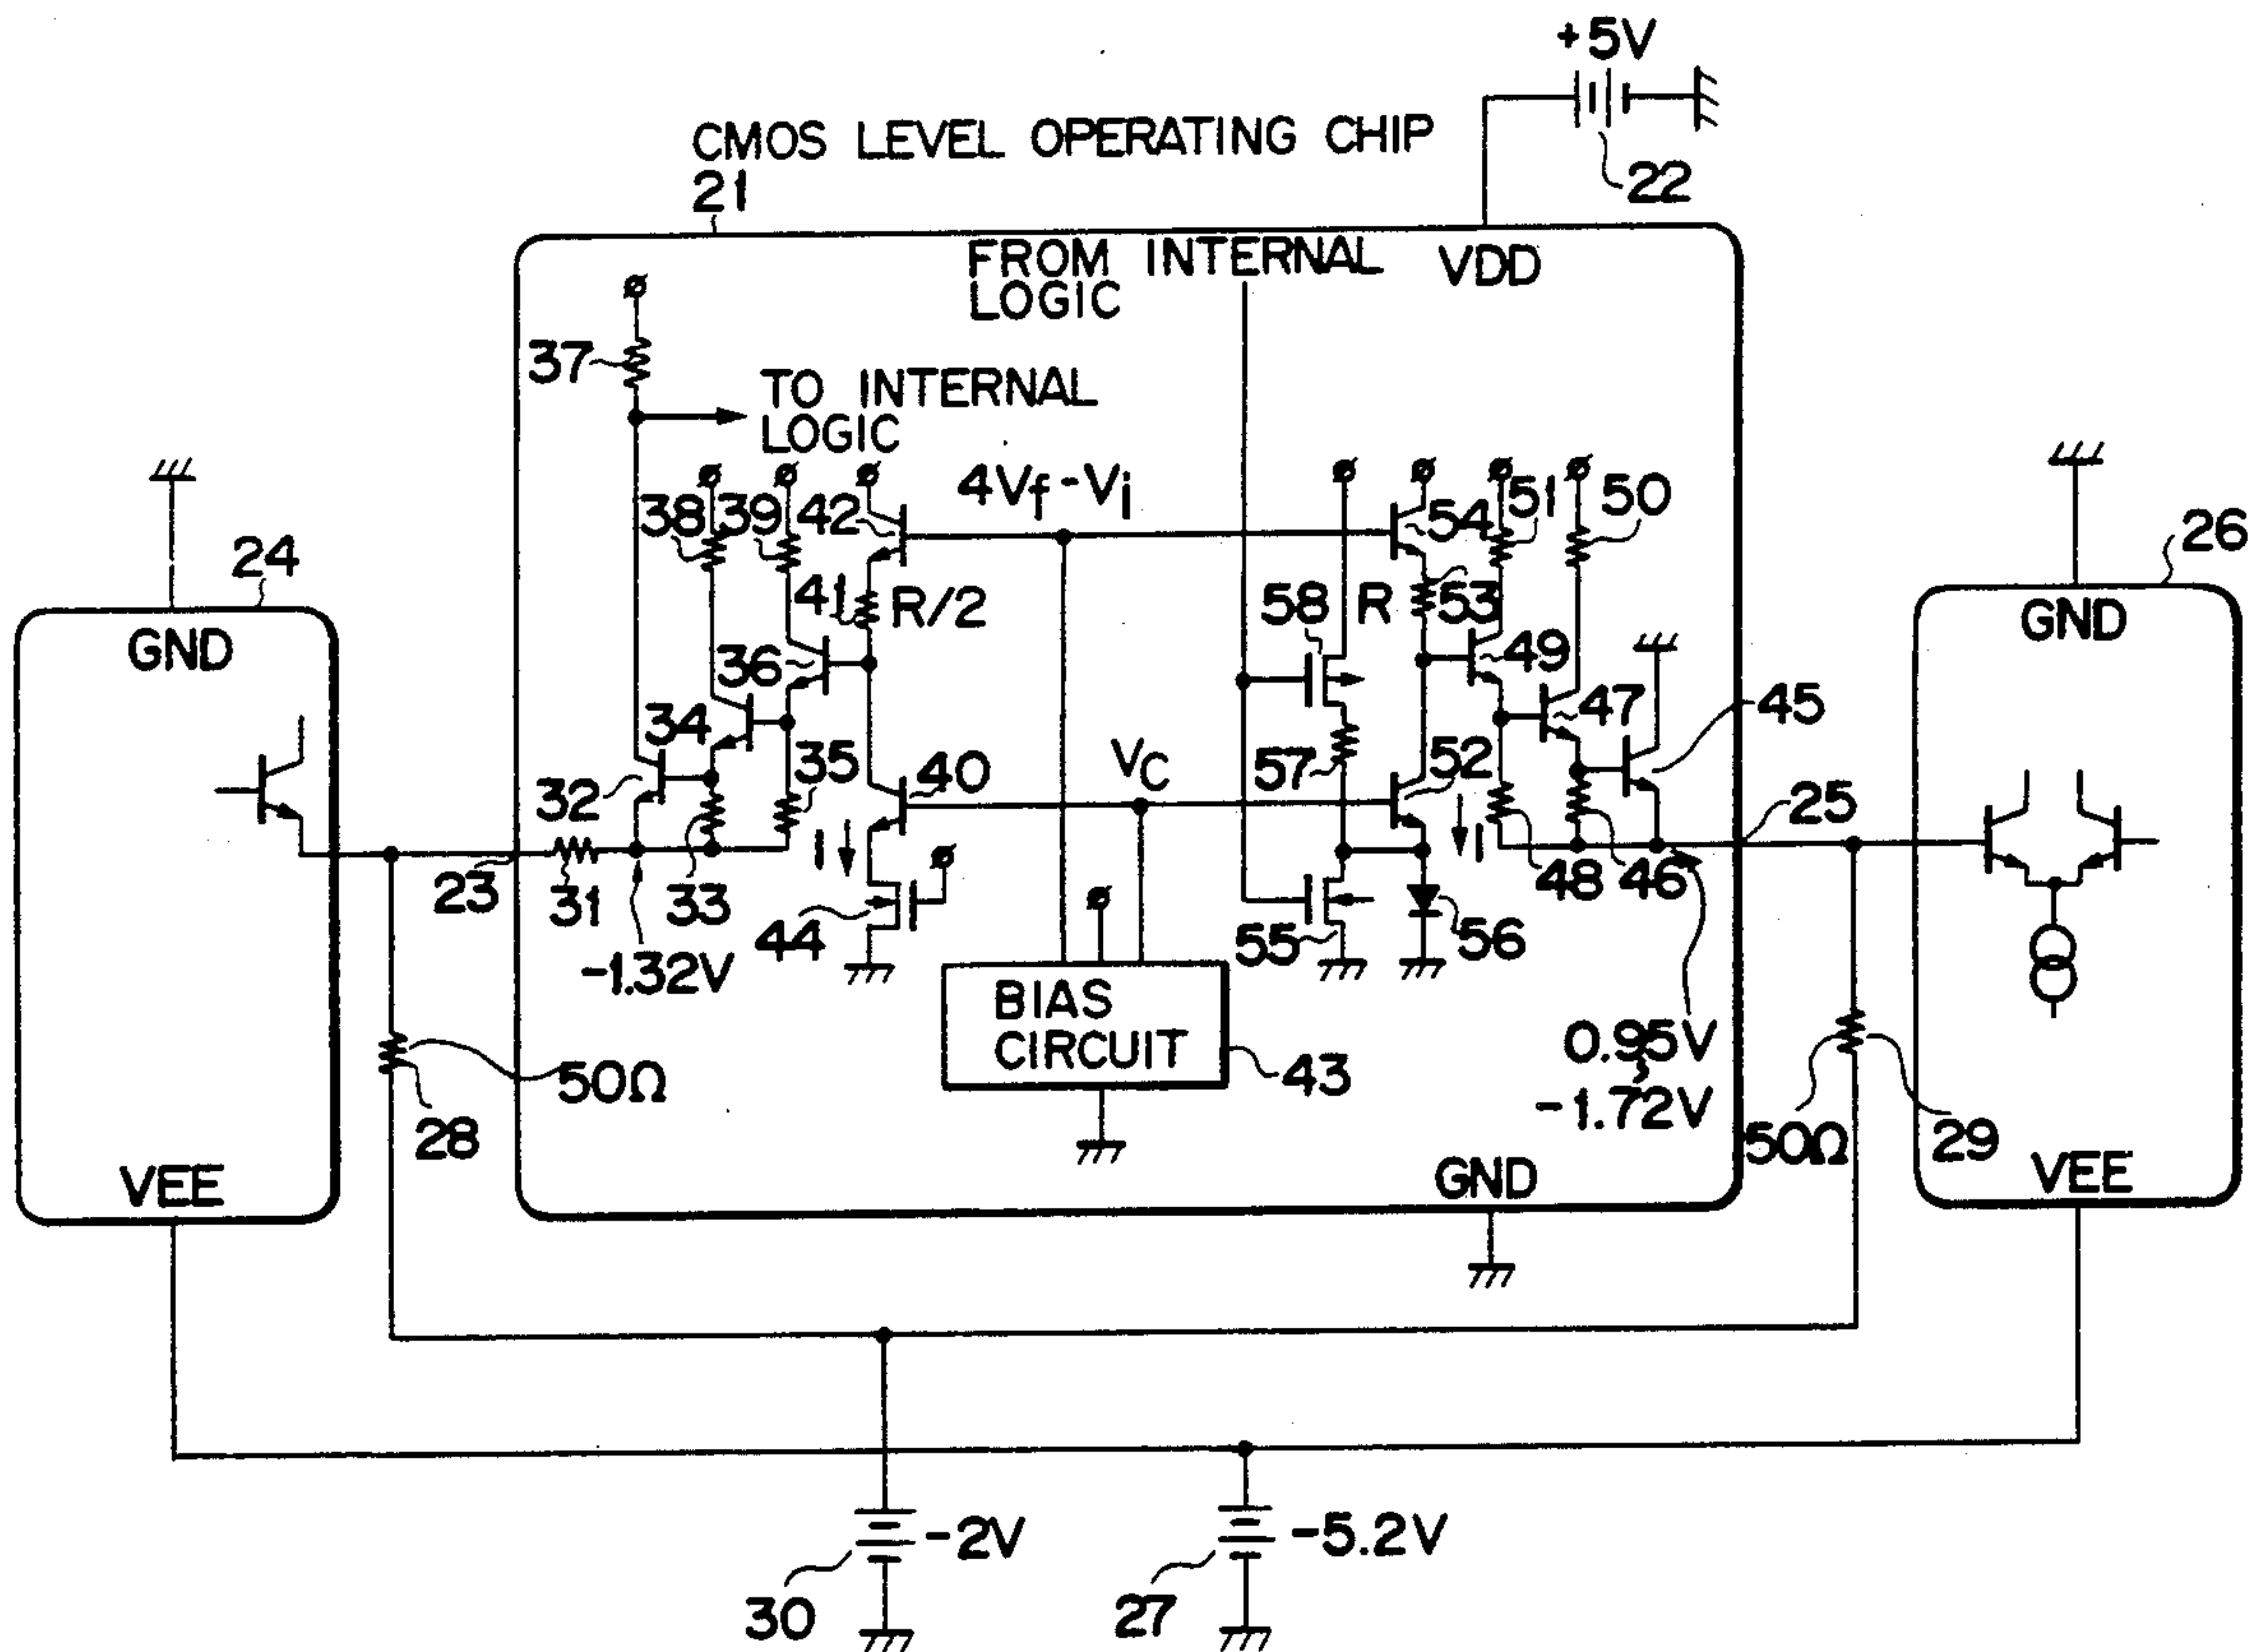 +5V
22
CMOS LEVEL OPERATING CHIP
21
FROM INTERNAL
LOGIC
VDD
37
TO INTERNAL
LOGIC
4Vf-Vi
38
39
42
54
51
50
24
26
GND
GND
41
R/2
58
R
53
36
49
34
47
45
35
VC
57
52
32
40
25
I
I
23
31
33
44
48
46
55
56
-1.32V
BIAS
CIRCUIT
43
0.95V
~
-1.72V
50Ω
28
50Ω
29
VEE
GND
VEE
-2V
-5.2V
30
27